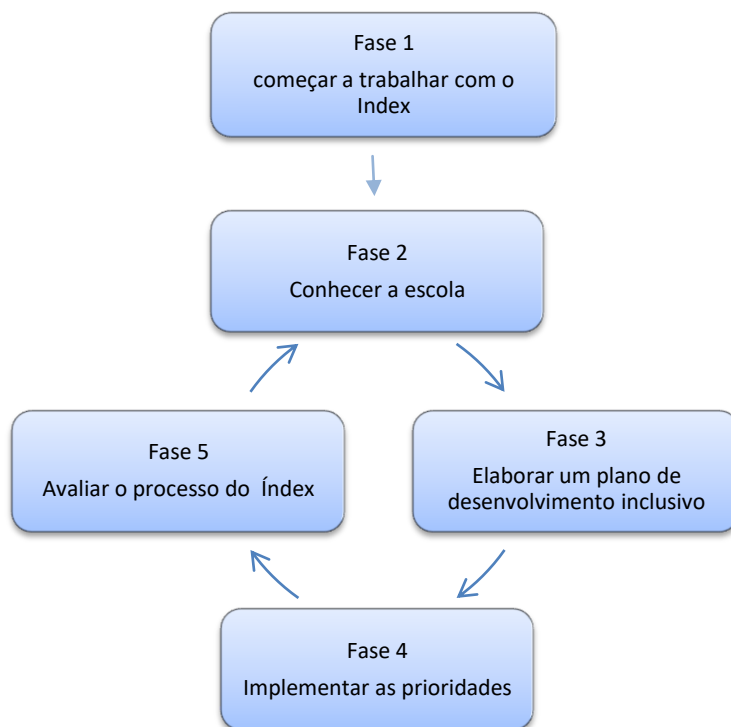 Fase 1
começar a trabalhar com o
Index
Fase 2
Conhecer a escola
Fase 3
Elaborar um plano de
desenvolvimento inclusivo
Fase 4
Implementar as prioridades
Fase 5
Avaliar o processo do Índex